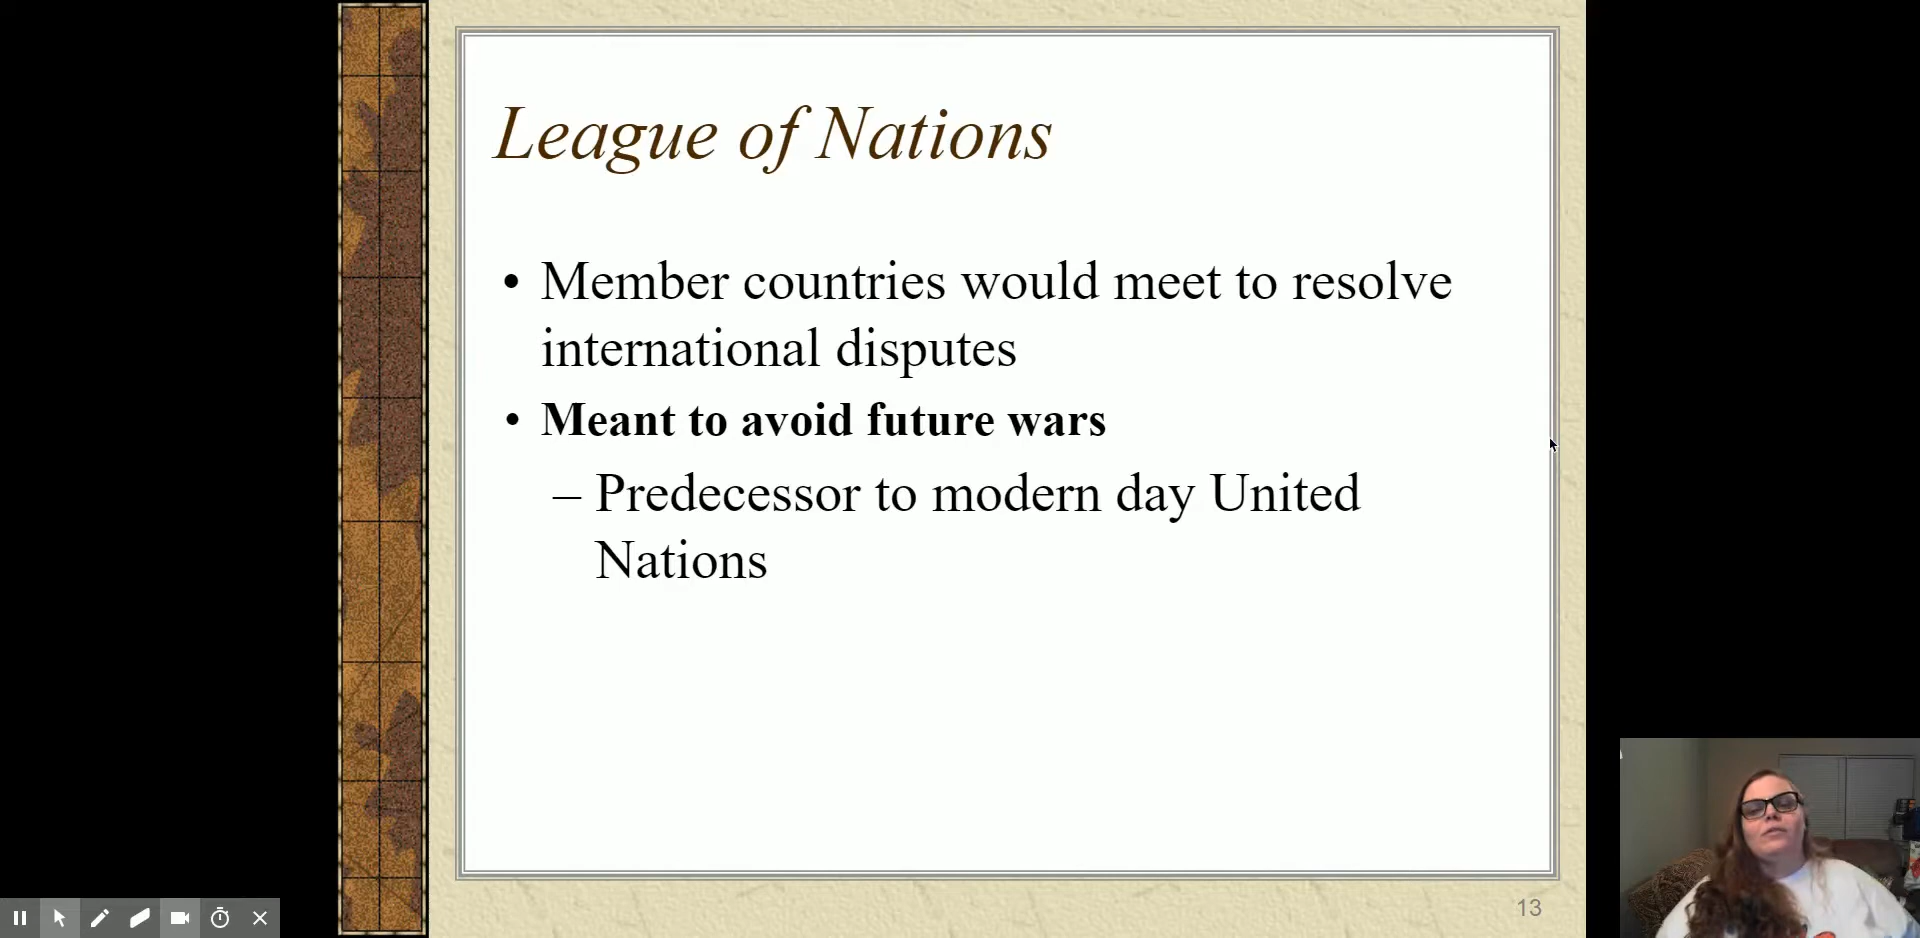 League of Nations
• Member countries would meet to resolve
international disputes
• Meant to avoid future wars
– Predecessor to modern day United
Nations
13